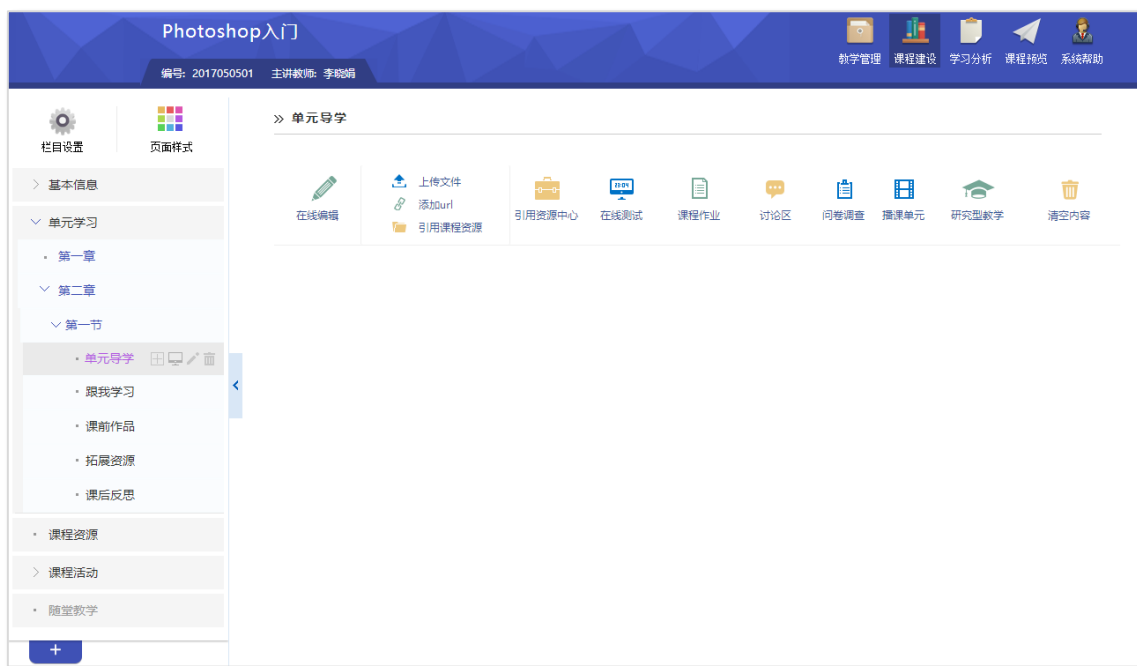 Photoshop入门
编号: 2017050501 主讲教师: 李晓娟
教学管理 课程建设 学习分析 课程预览 系统帮助
栏目设置 页面样式
基本信息
单元学习
第一章
第二章
第一节
单元导学
跟我学习
课前作品
拓展资源
课后反思
课程资源
课程活动
随堂教学
+
» 单元导学
在线编辑
上传文件
添加url
引用课程资源
引用资源中心 在线测试 课程作业 讨论区 问卷调查 播课单元 研究型教学 清空内容